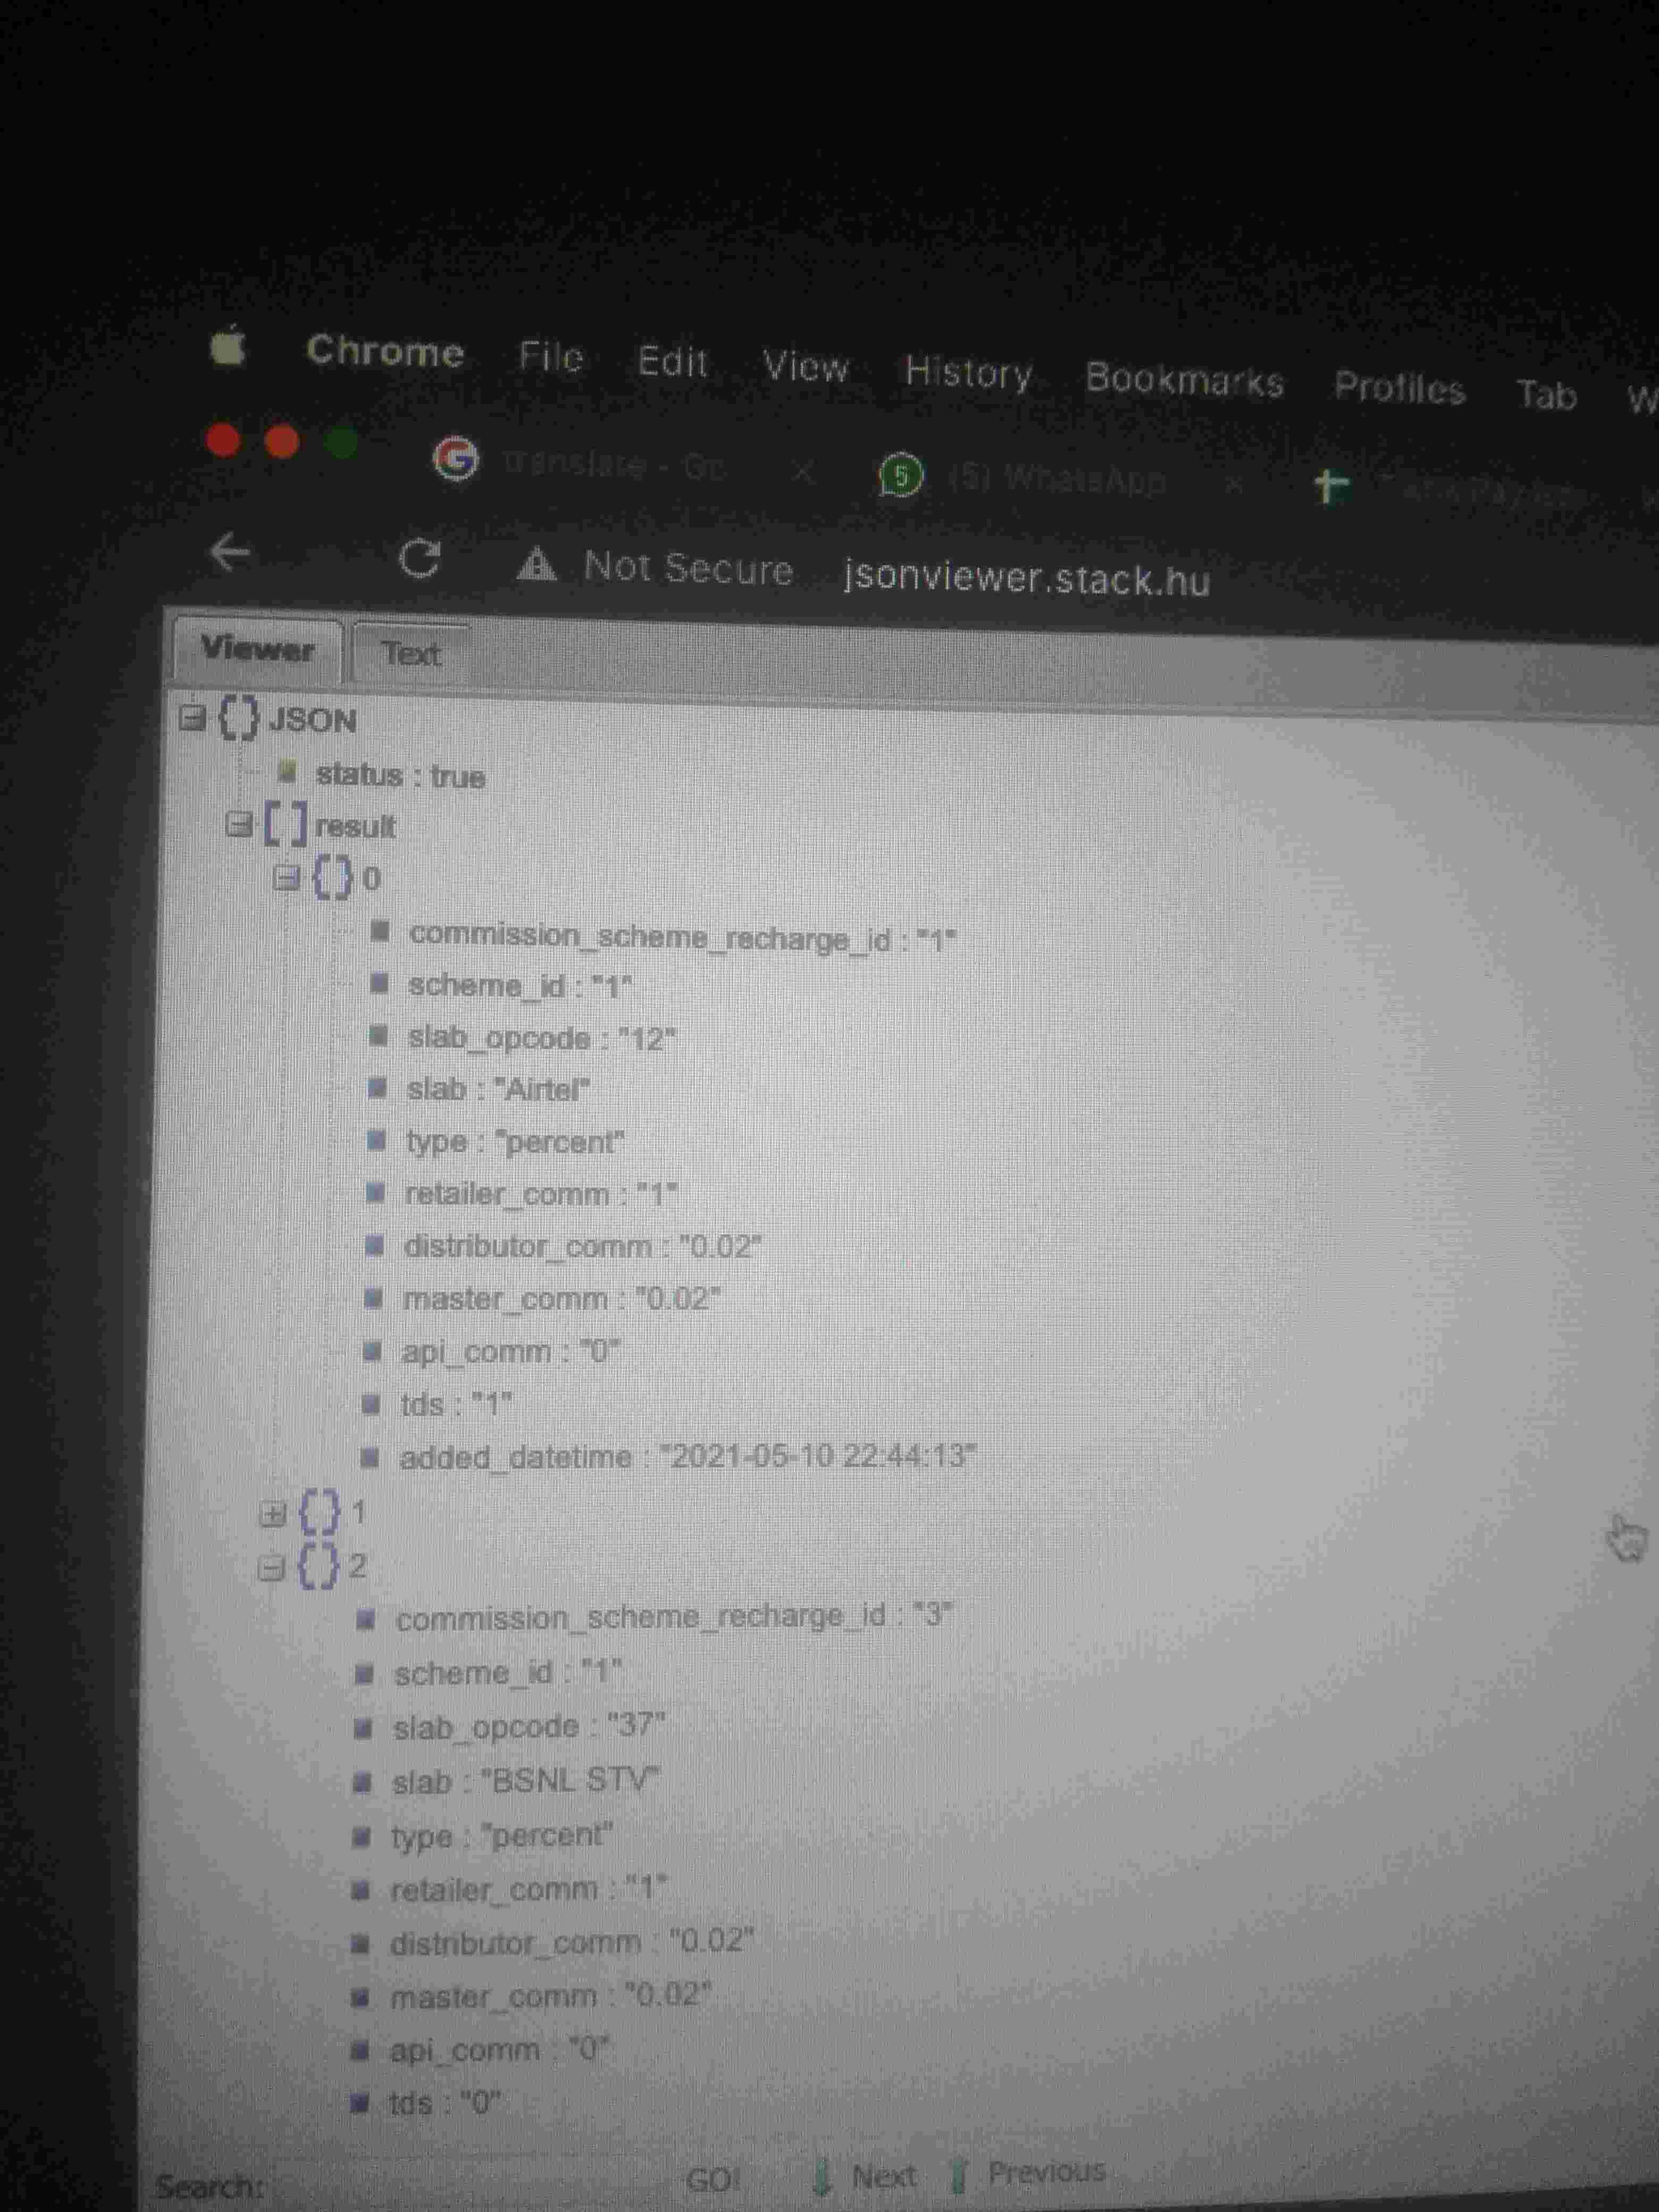 Chrome File Edit View History Bookmarks Profiles Tab W
translate - Gc × 5 (5) WhatsApp ×
Not Secure jsonviewer.stack.hu
Viewer Text
{} JSON
status : true
[] result
{} 0
commission_scheme_recharge_id : "1"
scheme_id : "1"
slab_opcode : "12"
slab : "Airtel"
type : "percent"
retailer_comm : "1"
distributor_comm : "0.02"
master_comm : "0.02"
api_comm : "0"
tds : "1"
added_datetime : "2021-05-10 22:44:13"
{} 1
{} 2
commission_scheme_recharge_id : "3"
scheme_id : "1"
slab_opcode : "37"
slab : "BSNL STV"
type : "percent"
retailer_comm : "1"
distributor_comm : "0.02"
master_comm : "0.02"
api_comm : "0"
tds : "0"
Search: GO! Next Previous